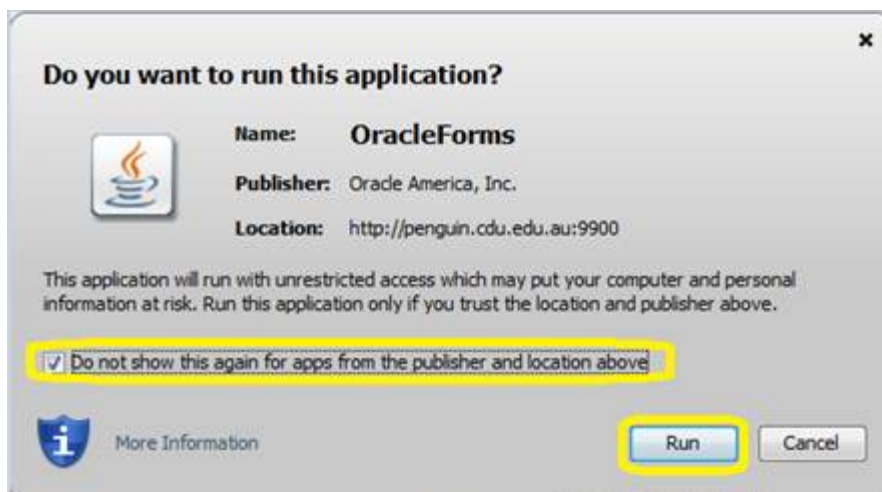 Do you want to run this application?
Name: OracleForms
Publisher: Oracle America, Inc.
Location: http://penguin.cdu.edu.au:9900
This application will run with unrestricted access which may put your computer and personal
information at risk. Run this application only if you trust the location and publisher above.
Do not show this again for apps from the publisher and location above
More Information
Run
Cancel